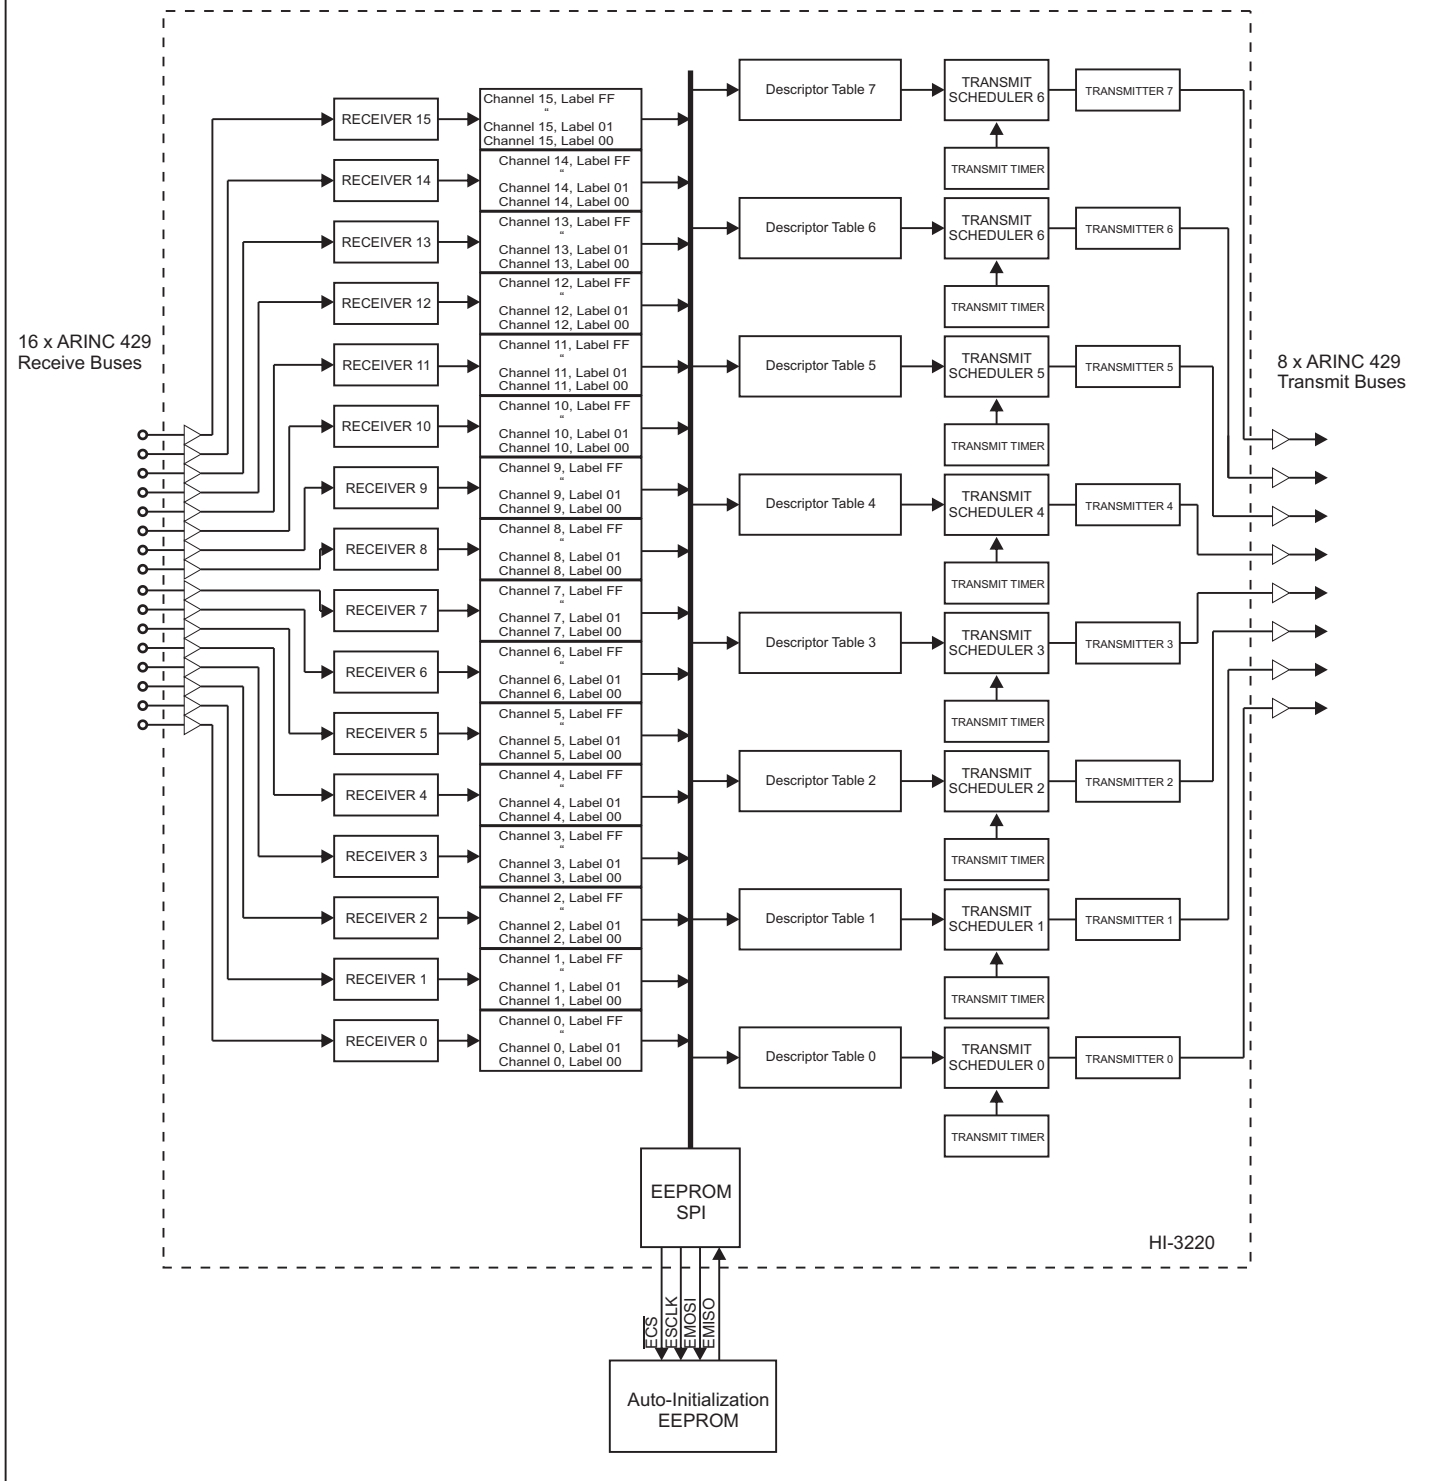 16 x ARINC 429
Receive Buses
RECEIVER 15
RECEIVER 14
RECEIVER 13
RECEIVER 12
RECEIVER 11
RECEIVER 10
RECEIVER 9
RECEIVER 8
RECEIVER 7
RECEIVER 6
RECEIVER 5
RECEIVER 4
RECEIVER 3
RECEIVER 2
RECEIVER 1
RECEIVER 0
Channel 15, Label FF
“
Channel 15, Label 01
Channel 15, Label 00
Channel 14, Label FF
“
Channel 14, Label 01
Channel 14, Label 00
Channel 13, Label FF
“
Channel 13, Label 01
Channel 13, Label 00
Channel 12, Label FF
“
Channel 12, Label 01
Channel 12, Label 00
Channel 11, Label FF
“
Channel 11, Label 01
Channel 11, Label 00
Channel 10, Label FF
“
Channel 10, Label 01
Channel 10, Label 00
Channel 9, Label FF
“
Channel 9, Label 01
Channel 9, Label 00
Channel 8, Label FF
“
Channel 8, Label 01
Channel 8, Label 00
Channel 7, Label FF
“
Channel 7, Label 01
Channel 7, Label 00
Channel 6, Label FF
“
Channel 6, Label 01
Channel 6, Label 00
Channel 5, Label FF
“
Channel 5, Label 01
Channel 5, Label 00
Channel 4, Label FF
“
Channel 4, Label 01
Channel 4, Label 00
Channel 3, Label FF
“
Channel 3, Label 01
Channel 3, Label 00
Channel 2, Label FF
“
Channel 2, Label 01
Channel 2, Label 00
Channel 1, Label FF
“
Channel 1, Label 01
Channel 1, Label 00
Channel 0, Label FF
“
Channel 0, Label 01
Channel 0, Label 00
Descriptor Table 7
TRANSMIT
SCHEDULER 6
TRANSMITTER 7
TRANSMIT TIMER
Descriptor Table 6
TRANSMIT
SCHEDULER 6
TRANSMITTER 6
TRANSMIT TIMER
Descriptor Table 5
TRANSMIT
SCHEDULER 5
TRANSMITTER 5
TRANSMIT TIMER
Descriptor Table 4
TRANSMIT
SCHEDULER 4
TRANSMITTER 4
TRANSMIT TIMER
Descriptor Table 3
TRANSMIT
SCHEDULER 3
TRANSMITTER 3
TRANSMIT TIMER
Descriptor Table 2
TRANSMIT
SCHEDULER 2
TRANSMITTER 2
TRANSMIT TIMER
Descriptor Table 1
TRANSMIT
SCHEDULER 1
TRANSMITTER 1
TRANSMIT TIMER
Descriptor Table 0
TRANSMIT
SCHEDULER 0
TRANSMITTER 0
TRANSMIT TIMER
8 x ARINC 429
Transmit Buses
EEPROM
SPI
HI-3220
ECS
ESCLK
EMOSI
EMISO
Auto-Initialization
EEPROM